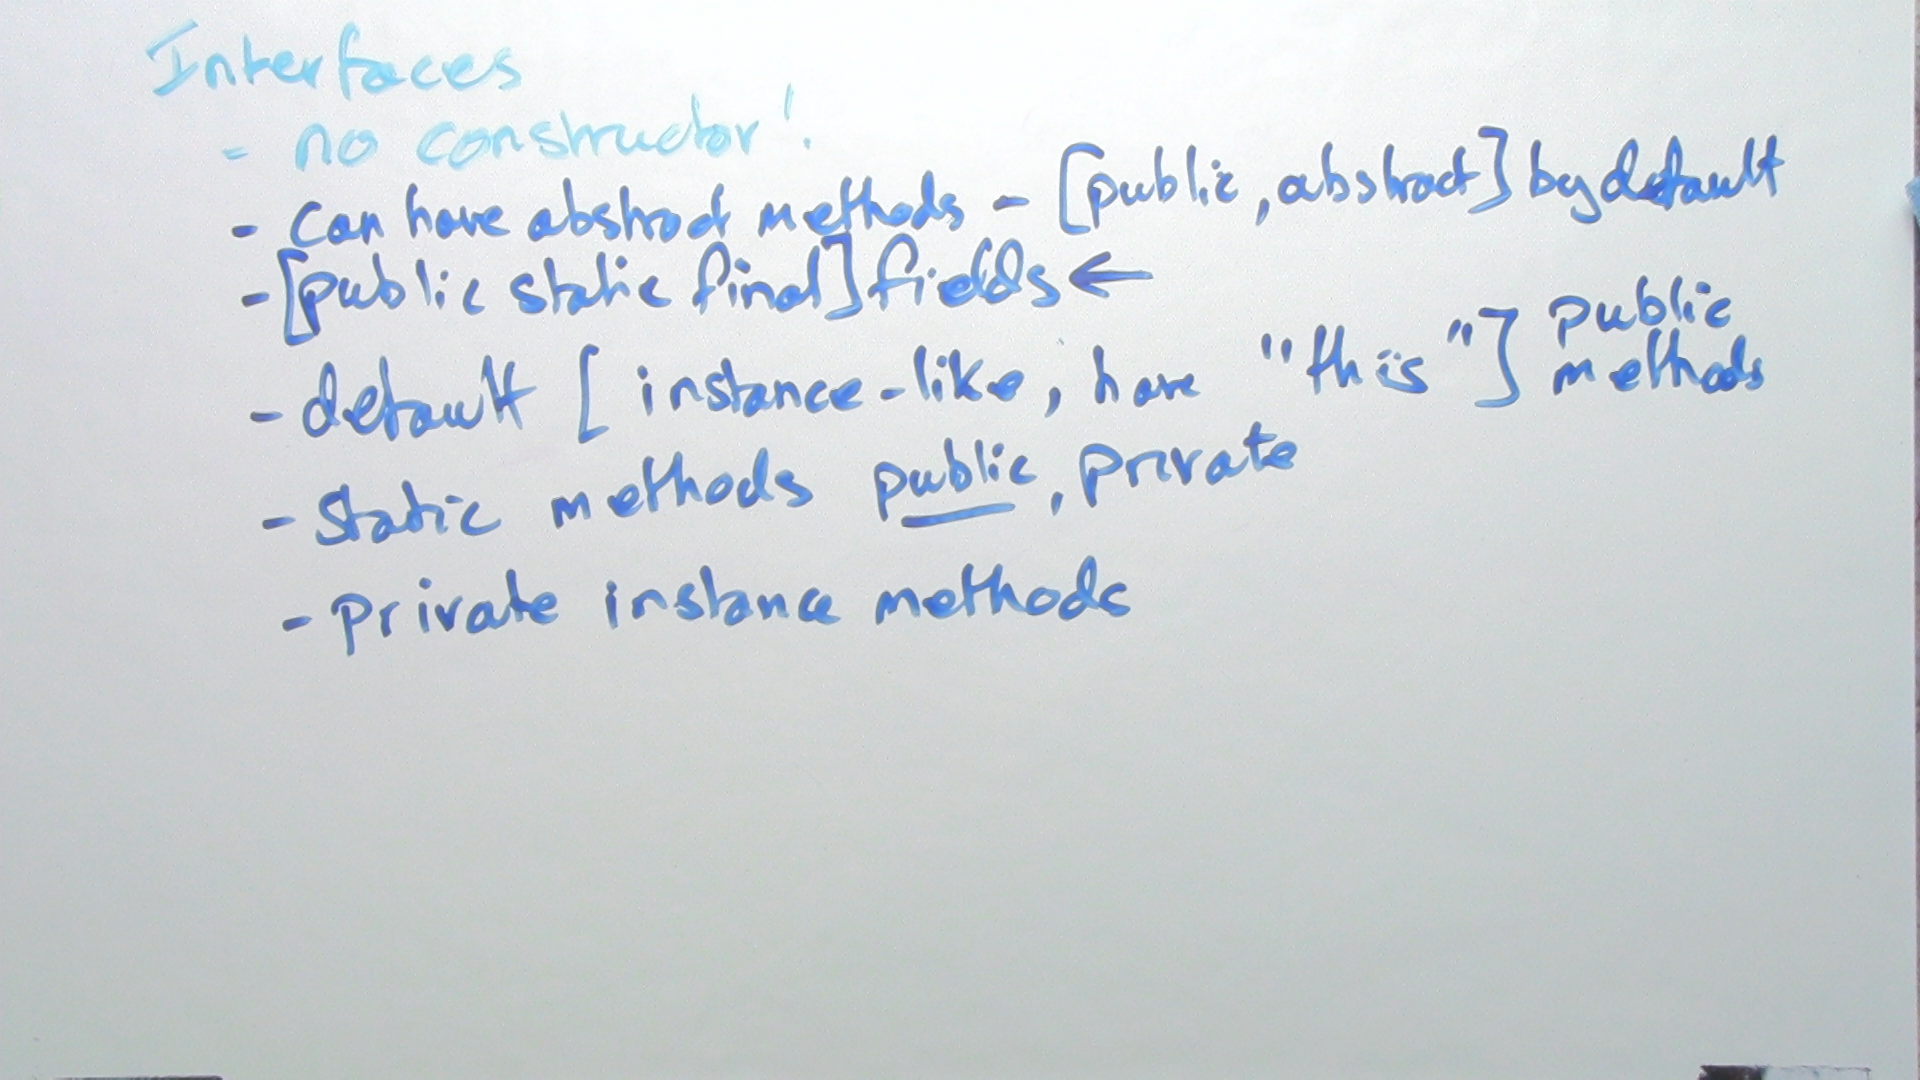 Interfaces
- no constructor!
- can have abstract methods - [public, abstract] by default
- [public static final] fields ←
- default [instance-like, have "this"] public methods
- static methods public, private
- private instance methods